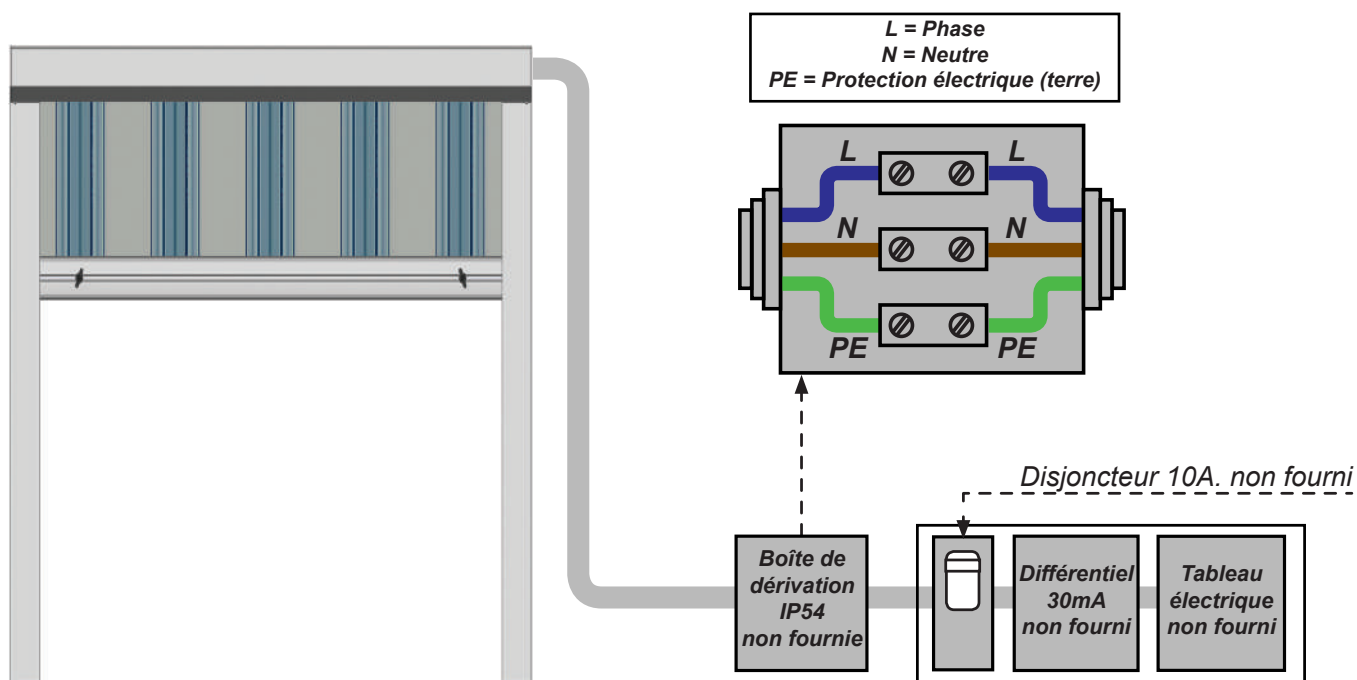 L = Phase
N = Neutre
PE = Protection électrique (terre)
L L
N N
PE PE
Disjoncteur 10A. non fourni
Boîte de
dérivation
IP54
non fournie
Différentiel
30mA
non fourni
Tableau
électrique
non fourni